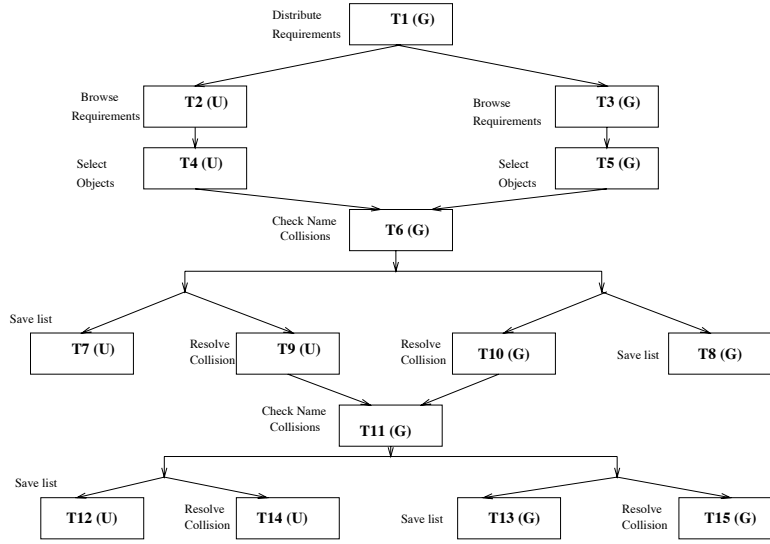 Distribute
Requirements
T1 (G)
Browse
Requirements
T2 (U)
Browse
Requirements
T3 (G)
Select
Objects
T4 (U)
Select
Objects
T5 (G)
Check Name
Collisions
T6 (G)
Save list
T7 (U)
Resolve
Collision
T9 (U)
Resolve
Collision
T10 (G)
Save list
T8 (G)
Check Name
Collisions
T11 (G)
Save list
T12 (U)
Resolve
Collision
T14 (U)
Save list
T13 (G)
Resolve
Collision
T15 (G)